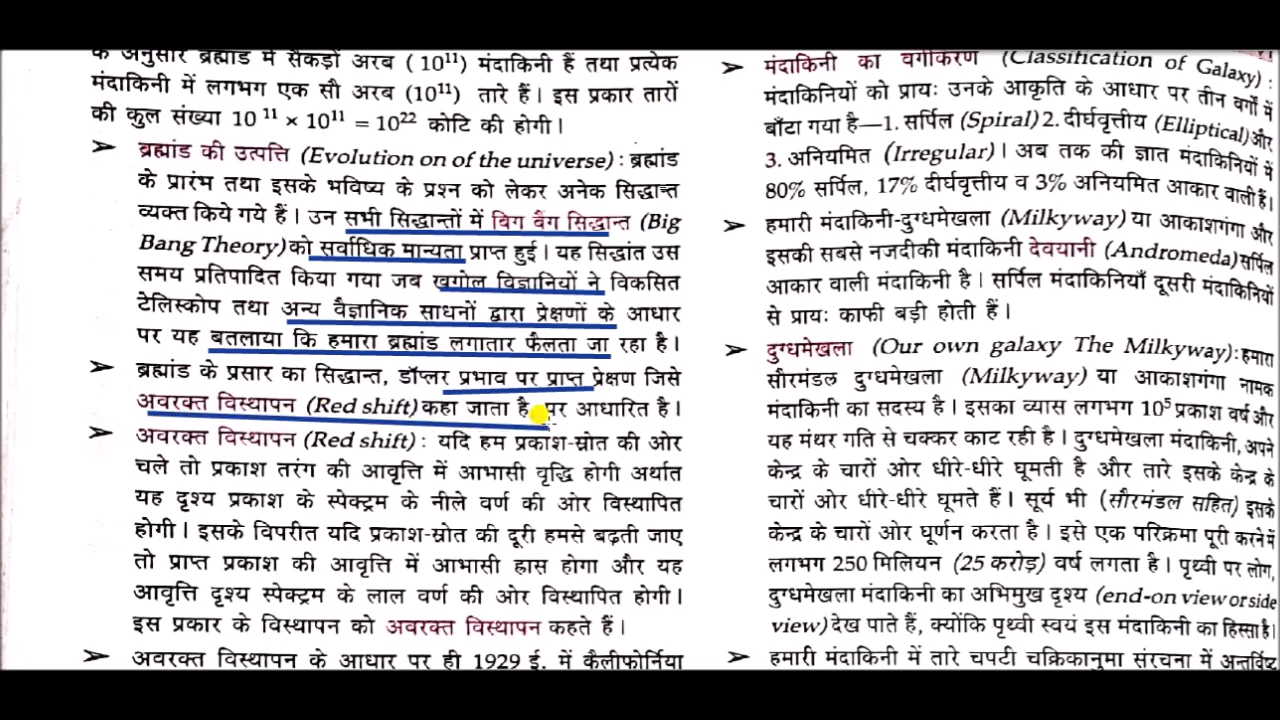 के अनुसार ब्रह्मांड में सैकड़ों अरब (10¹¹) मंदाकिनी हैं तथा प्रत्येक
मंदाकिनी में लगभग एक सौ अरब (10¹¹) तारे हैं। इस प्रकार तारों
की कुल संख्या 10 ¹¹ × 10¹¹ = 10²² कोटि की होगी।
➢ ब्रह्मांड की उत्पत्ति (Evolution on of the universe) : ब्रह्मांड
के प्रारंभ तथा इसके भविष्य के प्रश्न को लेकर अनेक सिद्धान्त
व्यक्त किये गये हैं। उन सभी सिद्धान्तों में बिग बैंग सिद्धान्त (Big
Bang Theory) को सर्वाधिक मान्यता प्राप्त हुई। यह सिद्धांत उस
समय प्रतिपादित किया गया जब खगोल विज्ञानियों ने विकसित
टेलिस्कोप तथा अन्य वैज्ञानिक साधनों द्वारा प्रेक्षणों के आधार
पर यह बतलाया कि हमारा ब्रह्मांड लगातार फैलता जा रहा है।
➢ ब्रह्मांड के प्रसार का सिद्धान्त, डॉप्लर प्रभाव पर प्राप्त प्रेक्षण जिसे
अवरक्त विस्थापन (Red shift) कहा जाता है, पर आधारित है।
➢ अवरक्त विस्थापन (Red shift) : यदि हम प्रकाश-स्रोत की ओर
चले तो प्रकाश तरंग की आवृत्ति में आभासी वृद्धि होगी अर्थात
यह दृश्य प्रकाश के स्पेक्ट्रम के नीले वर्ण की ओर विस्थापित
होगी। इसके विपरीत यदि प्रकाश-स्रोत की दूरी हमसे बढ़ती जाए
तो प्राप्त प्रकाश की आवृत्ति में आभासी ह्रास होगा और यह
आवृत्ति दृश्य स्पेक्ट्रम के लाल वर्ण की ओर विस्थापित होगी।
इस प्रकार के विस्थापन को अवरक्त विस्थापन कहते हैं।
➢ अवरक्त विस्थापन के आधार पर ही 1929 ई. में कैलीफोर्निया
➢ मंदाकिनी का वर्गीकरण (Classification of Galaxy) :
मंदाकिनियों को प्रायः उनके आकृति के आधार पर तीन वर्गों में
बाँटा गया है—1. सर्पिल (Spiral) 2. दीर्घवृत्तीय (Elliptical) और
3. अनियमित (Irregular)। अब तक की ज्ञात मंदाकिनियों में
80% सर्पिल, 17% दीर्घवृत्तीय व 3% अनियमित आकार वाली हैं।
➢ हमारी मंदाकिनी-दुग्धमेखला (Milkyway) या आकाशगंगा और
इसकी सबसे नजदीकी मंदाकिनी देवयानी (Andromeda) सर्पिल
आकार वाली मंदाकिनी है। सर्पिल मंदाकिनियाँ दूसरी मंदाकिनियों
से प्रायः काफी बड़ी होती हैं।
➢ दुग्धमेखला (Our own galaxy The Milkyway): हमारा
सौरमंडल दुग्धमेखला (Milkyway) या आकाशगंगा नामक
मंदाकिनी का सदस्य है। इसका व्यास लगभग 10⁵ प्रकाश वर्ष और
यह मंथर गति से चक्कर काट रही है। दुग्धमेखला मंदाकिनी, अपने
केन्द्र के चारों ओर धीरे-धीरे घूमती है और तारे इसके केन्द्र के
चारों ओर धीरे-धीरे घूमते हैं। सूर्य भी (सौरमंडल सहित) इसके
केन्द्र के चारों ओर घूर्णन करता है। इसे एक परिक्रमा पूरी करने में
लगभग 250 मिलियन (25 करोड़) वर्ष लगता है। पृथ्वी पर लोग,
दुग्धमेखला मंदाकिनी का अभिमुख दृश्य (end-on view or side
view) देख पाते हैं, क्योंकि पृथ्वी स्वयं इस मंदाकिनी का हिस्सा है।
➢ हमारी मंदाकिनी में तारे चपटी चक्रिकानुमा संरचना में अन्तर्विष्ट